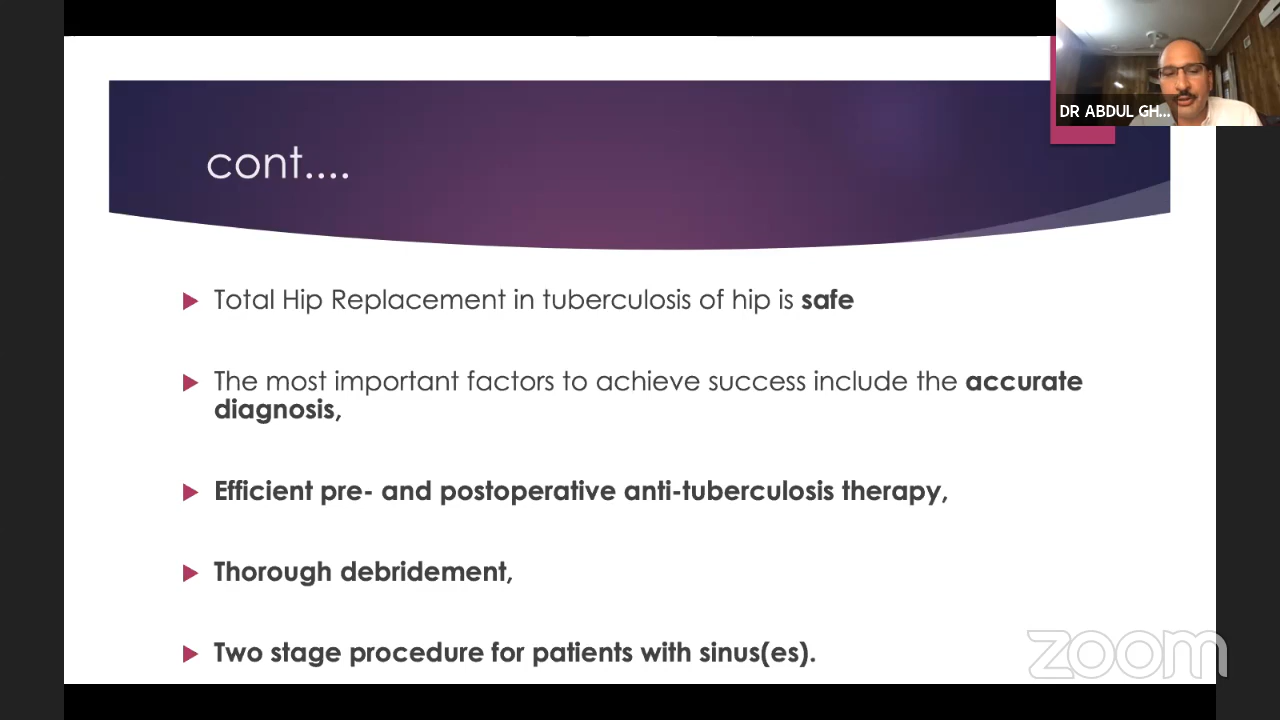 DR ABDUL GH...
cont....
Total Hip Replacement in tuberculosis of hip is safe
The most important factors to achieve success include the accurate
diagnosis,
Efficient pre- and postoperative anti-tuberculosis therapy,
Thorough debridement,
Two stage procedure for patients with sinus(es).
zoom